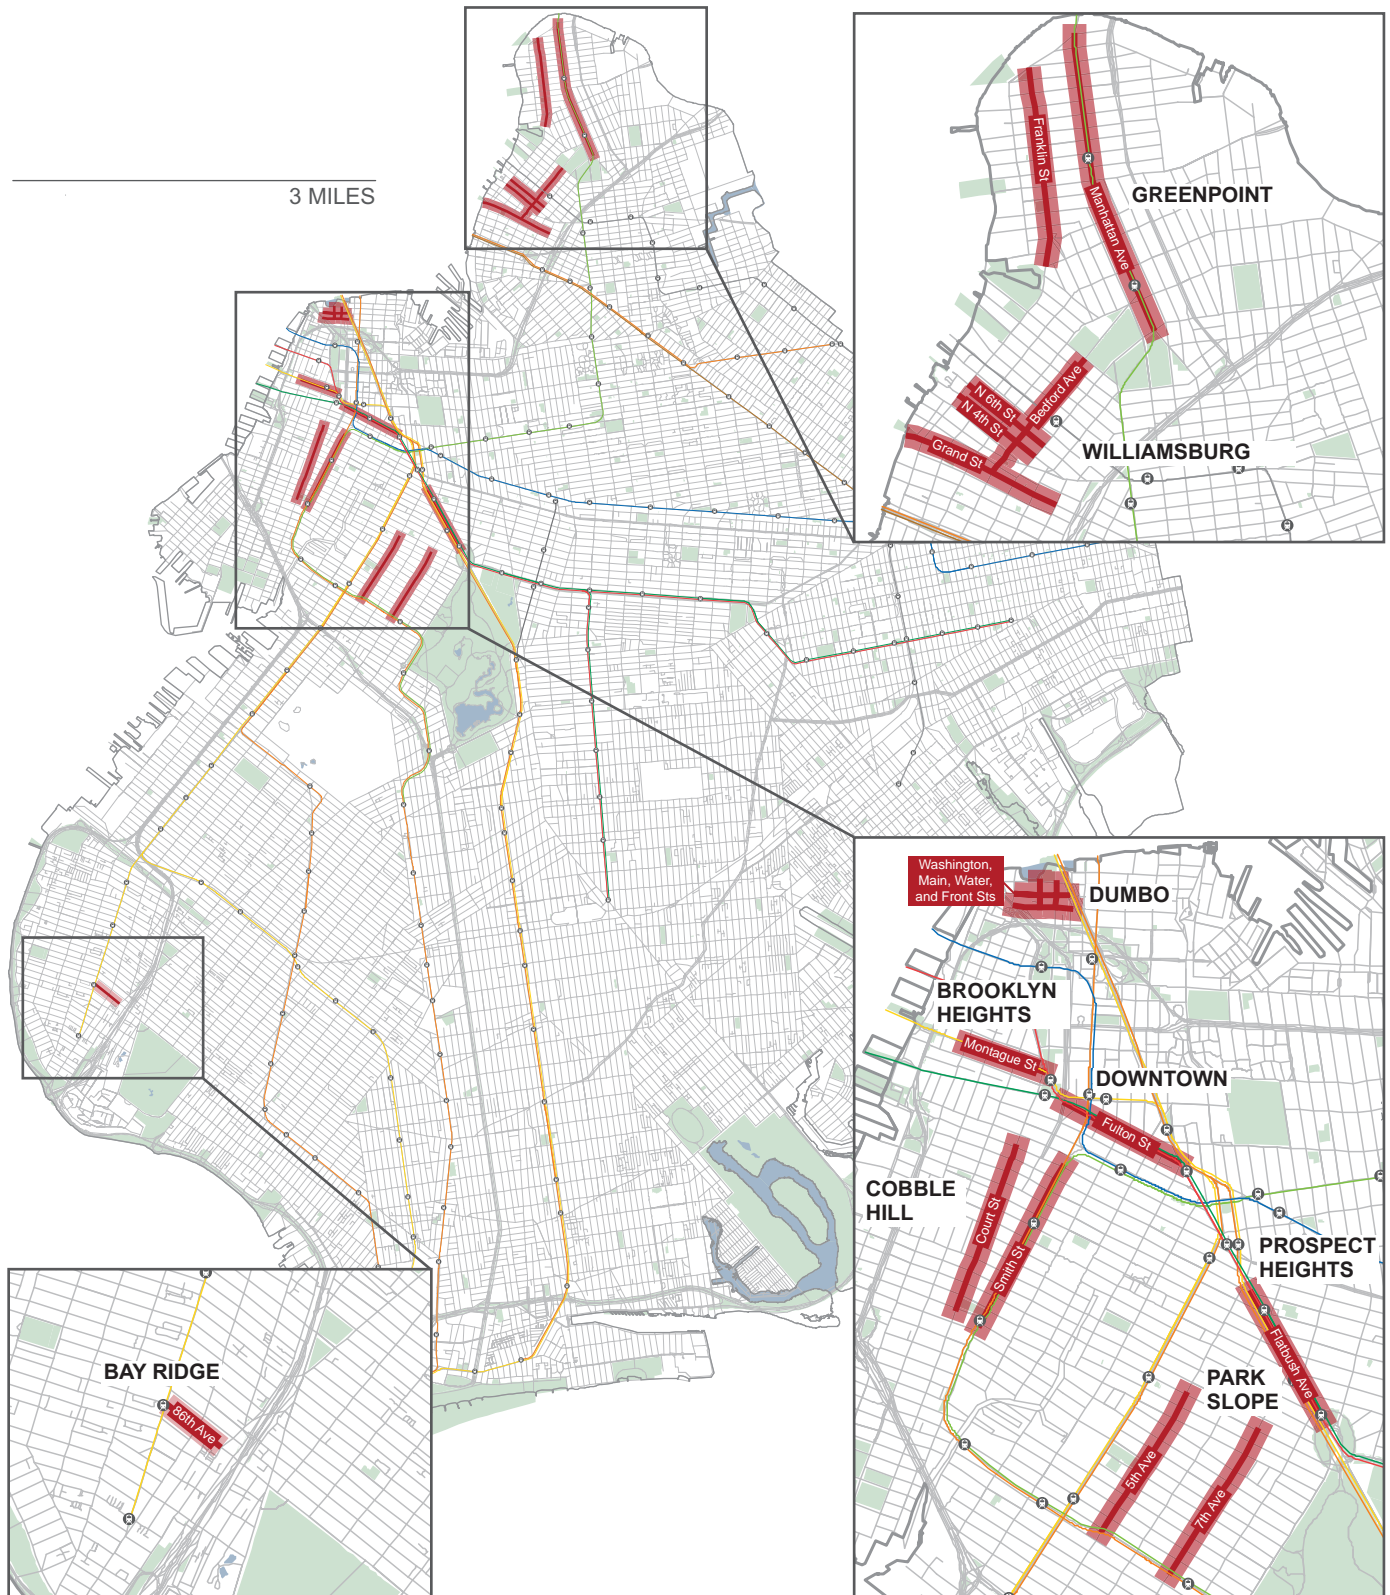 3 MILES
Franklin St
Manhattan Ave
GREENPOINT
N 6th St
N 4th St
Bedford Ave
Grand St
WILLIAMSBURG
Washington,
Main, Water,
and Front Sts
DUMBO
BROOKLYN
HEIGHTS
Montague St
DOWNTOWN
Fulton St
COBBLE
HILL
Court St
Smith St
PROSPECT
HEIGHTS
Flatbush Ave
PARK
SLOPE
5th Ave
7th Ave
BAY RIDGE
86th Ave